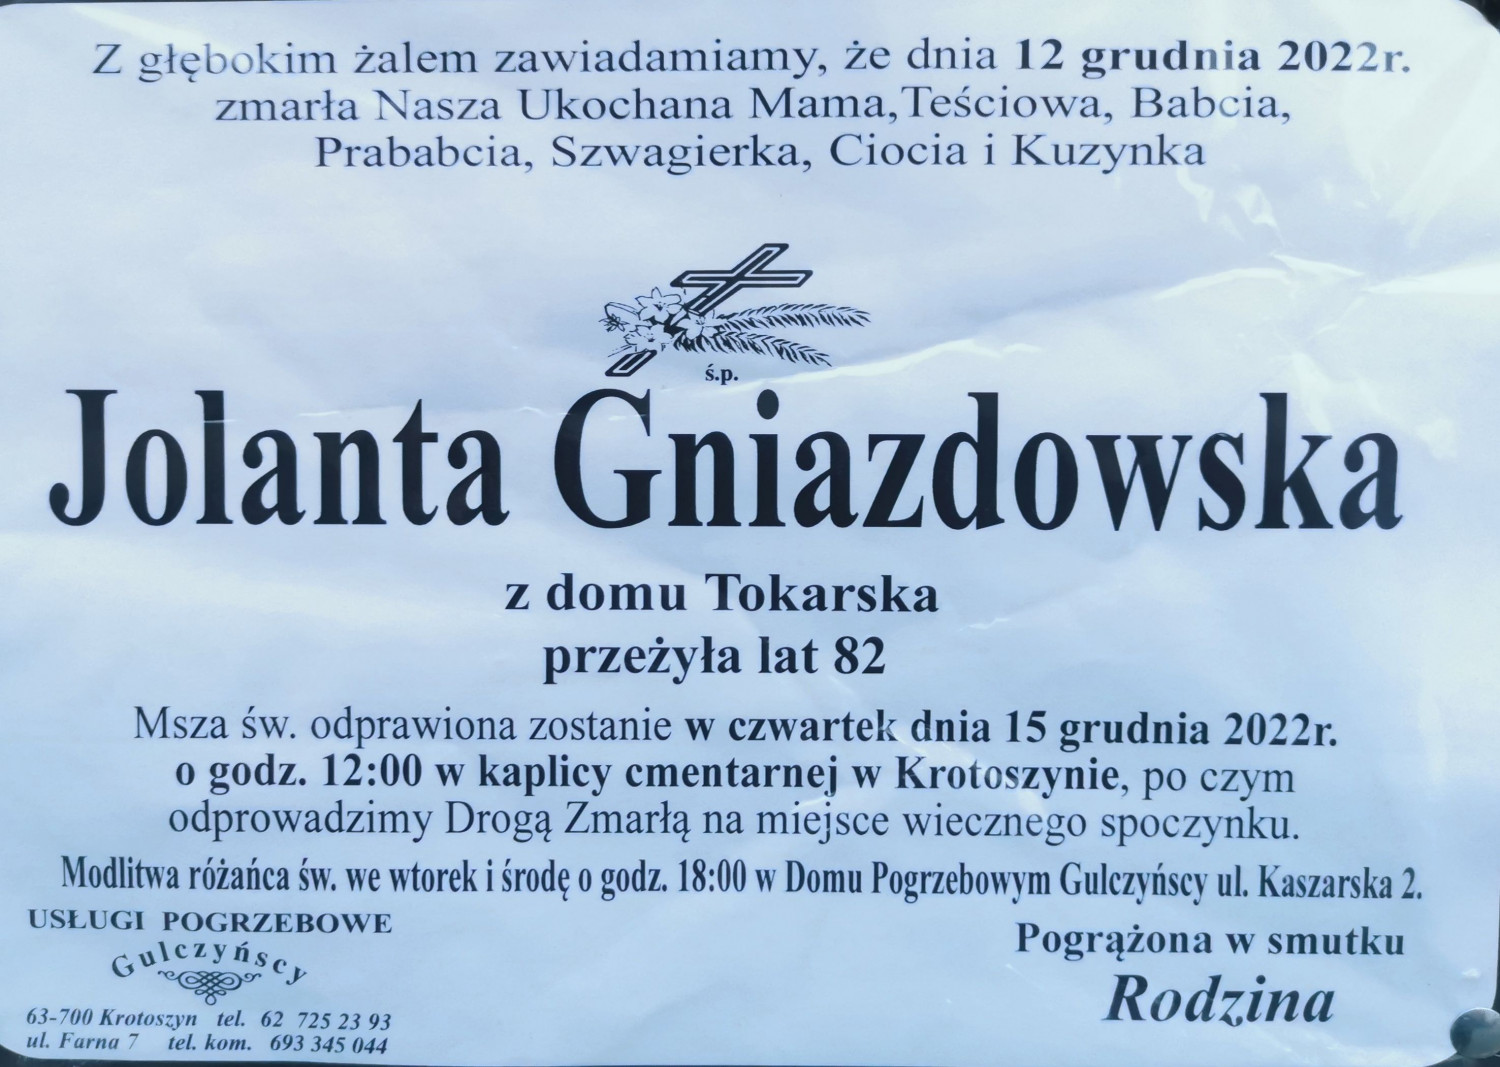 Z głębokim żalem zawiadamiamy, że dnia 12 grudnia 2022r.
zmarła Nasza Ukochana Mama,Teściowa, Babcia,
Prababcia, Szwagierka, Ciocia i Kuzynka
ś.p.
Jolanta Gniazdowska
z domu Tokarska
przeżyła lat 82
Msza św. odprawiona zostanie w czwartek dnia 15 grudnia 2022r.
o godz. 12:00 w kaplicy cmentarnej w Krotoszynie, po czym
odprowadzimy Drogą Zmarłą na miejsce wiecznego spoczynku.
Modlitwa różańca św. we wtorek i środę o godz. 18:00 w Domu Pogrzebowym Gulczyńscy ul. Kaszarska 2.
USŁUGI POGRZEBOWE
Gulczyńscy
63-700 Krotoszyn tel. 62 725 23 93
ul. Farna 7 tel. kom. 693 345 044
Pogrążona w smutku
Rodzina